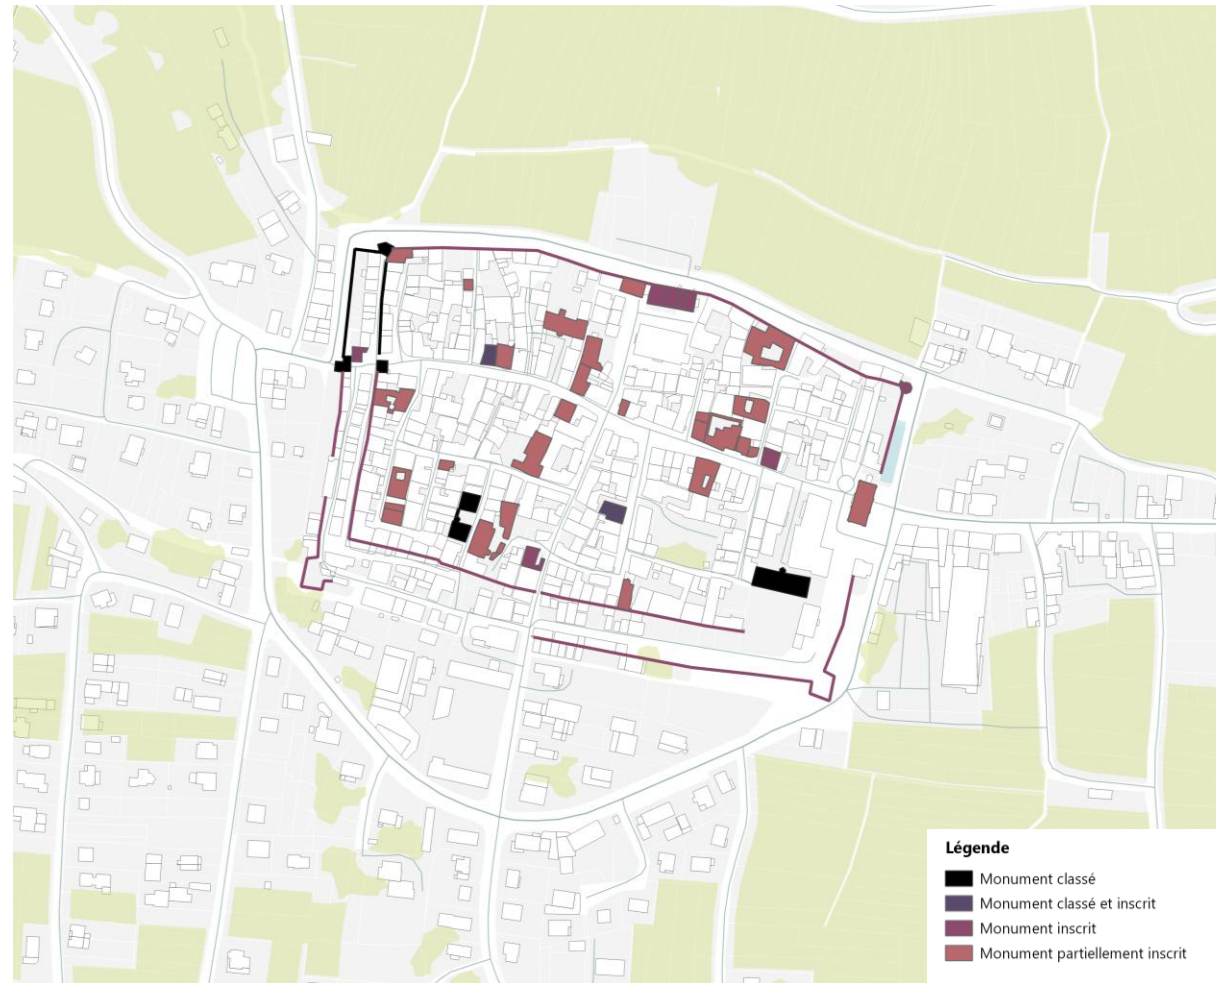 Légende
Monument classé
Monument classé et inscrit
Monument inscrit
Monument partiellement inscrit